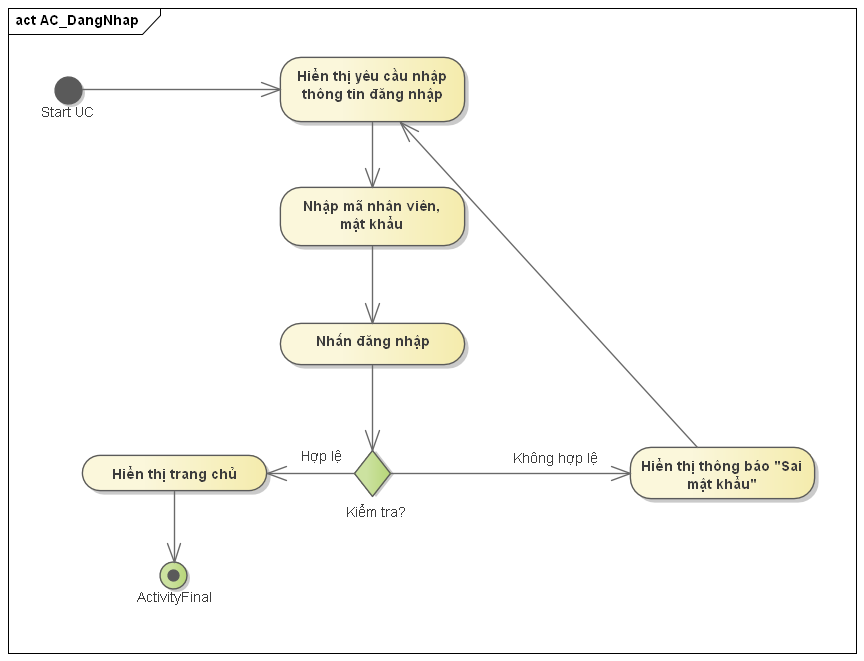 act AC_DangNhap
Hiển thị yêu cầu nhập
thông tin đăng nhập
Start UC
Nhập mã nhân viên,
mật khẩu
Nhấn đăng nhập
Hợp lệ
Không hợp lệ
Hiển thị trang chủ
Hiển thị thông báo "Sai
mật khẩu"
Kiểm tra?
ActivityFinal